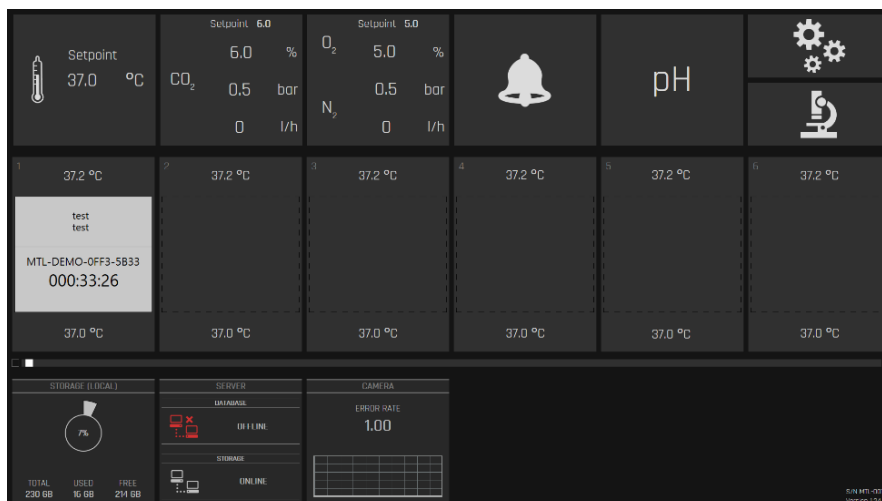 Setpoint
37.0 °C
Setpoint 6.0
CO2
6.0 %
0.5 bar
0 l/h
Setpoint 5.0
O2
5.0 %
N2
0.5 bar
0 l/h
pH
1
37.2 °C
test
test
MTL-DEMO-0FF3-5B33
000:33:26
37.0 °C
2
37.2 °C
37.0 °C
3
37.2 °C
37.0 °C
4
37.2 °C
37.0 °C
5
37.2 °C
37.0 °C
6
37.2 °C
37.0 °C
STORAGE (LOCAL)
7%
TOTAL USED FREE
230 GB 16 GB 214 GB
SERVER
DATABASE
OFFLINE
STORAGE
ONLINE
CAMERA
ERROR RATE
1.00
S/N MTL-
Version